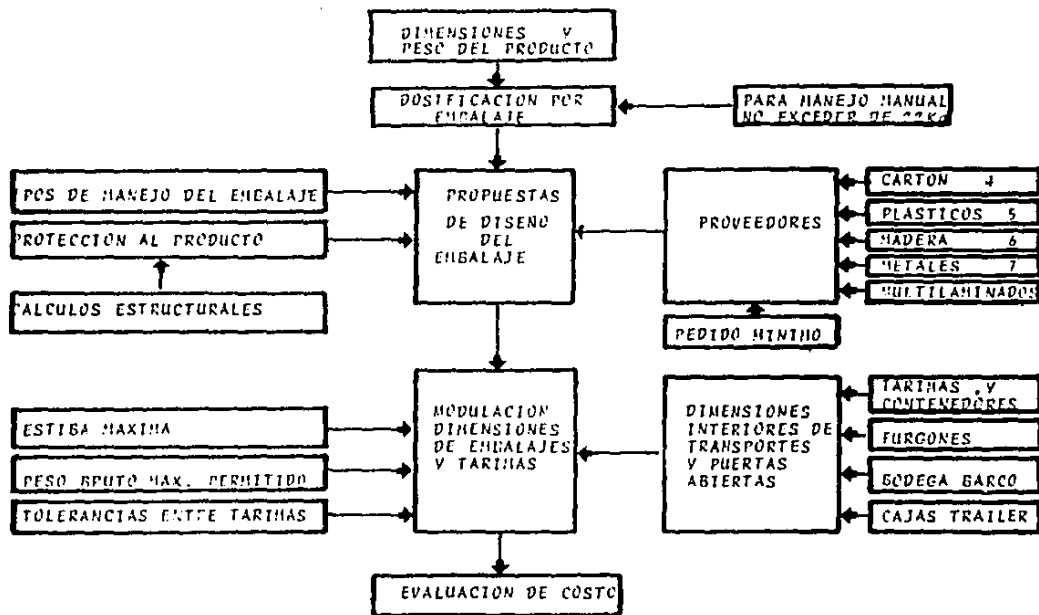 DIMENSIONES Y
PESO DEL PRODUCTO
DOSIFICACION POR
EMBALAJE
PARA MANEJO MANUAL
NO EXCEDER DE
POS DE MANEJO DEL EMBALAJE
PROTECCION AL PRODUCTO
CALCULOS ESTRUCTURALES
PROPUESTAS
DE DISENO
DEL
EMBALAJE
PROVEEDORES
CARTON 4
PLASTICOS 5
MADERA 6
METALES 7
MULTILAMINADOS
PEDIDO MINIMO
ESTIBA MAXIMA
PESO BRUTO MAX. PERMITIDO
TOLERANCIAS ENTRE TARIMAS
MODULACION
DIMENSIONES
DE EMBALAJES
Y TARIMAS
DIMENSIONES
INTERIORES DE
TRANSPORTES
Y PUERTAS
ABIERTAS
TARIMAS Y
CONTENEDORES
FURGONES
BODEGA BARCO
CAJAS TRAILER
EVALUACION DE COSTO